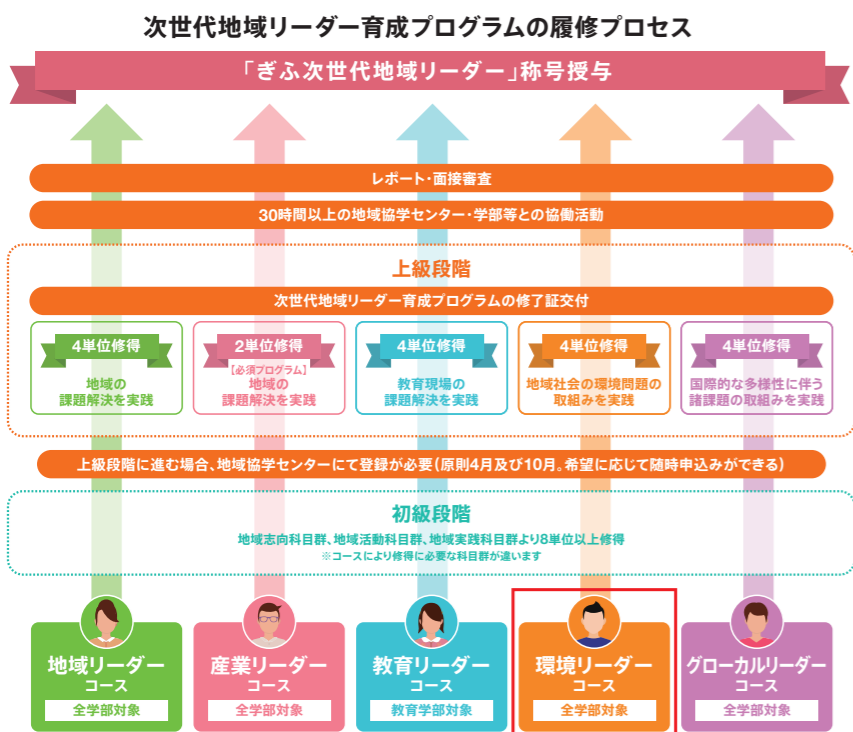 次世代地域リーダー育成プログラムの履修プロセス
「ぎふ次世代地域リーダー」称号授与
レポート・面接審査
30時間以上の地域協学センター・学部等との協働活動
上級段階
次世代地域リーダー育成プログラムの修了証交付
4単位修得
地域の
課題解決を実践
2単位修得
【必須プログラム】
地域の
課題解決を実践
4単位修得
教育現場の
課題解決を実践
4単位修得
地域社会の環境問題の
取組みを実践
4単位修得
国際的な多様性に伴う
諸課題の取組みを実践
上級段階に進む場合、地域協学センターにて登録が必要(原則4月及び10月。希望に応じて随時申込みができる)
初級段階
地域志向科目群、地域活動科目群、地域実践科目群より8単位以上修得
※コースにより修得に必要な科目群が違います
地域リーダー
コース
全学部対象
産業リーダー
コース
全学部対象
教育リーダー
コース
教育学部対象
環境リーダー
コース
全学部対象
グローカルリーダー
コース
全学部対象